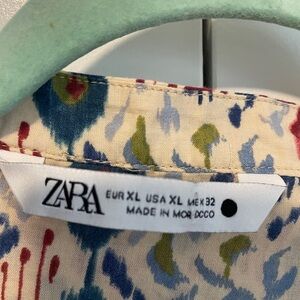 ZARA
EUR XL USA XL MEX 32
MADE IN MOROCCO